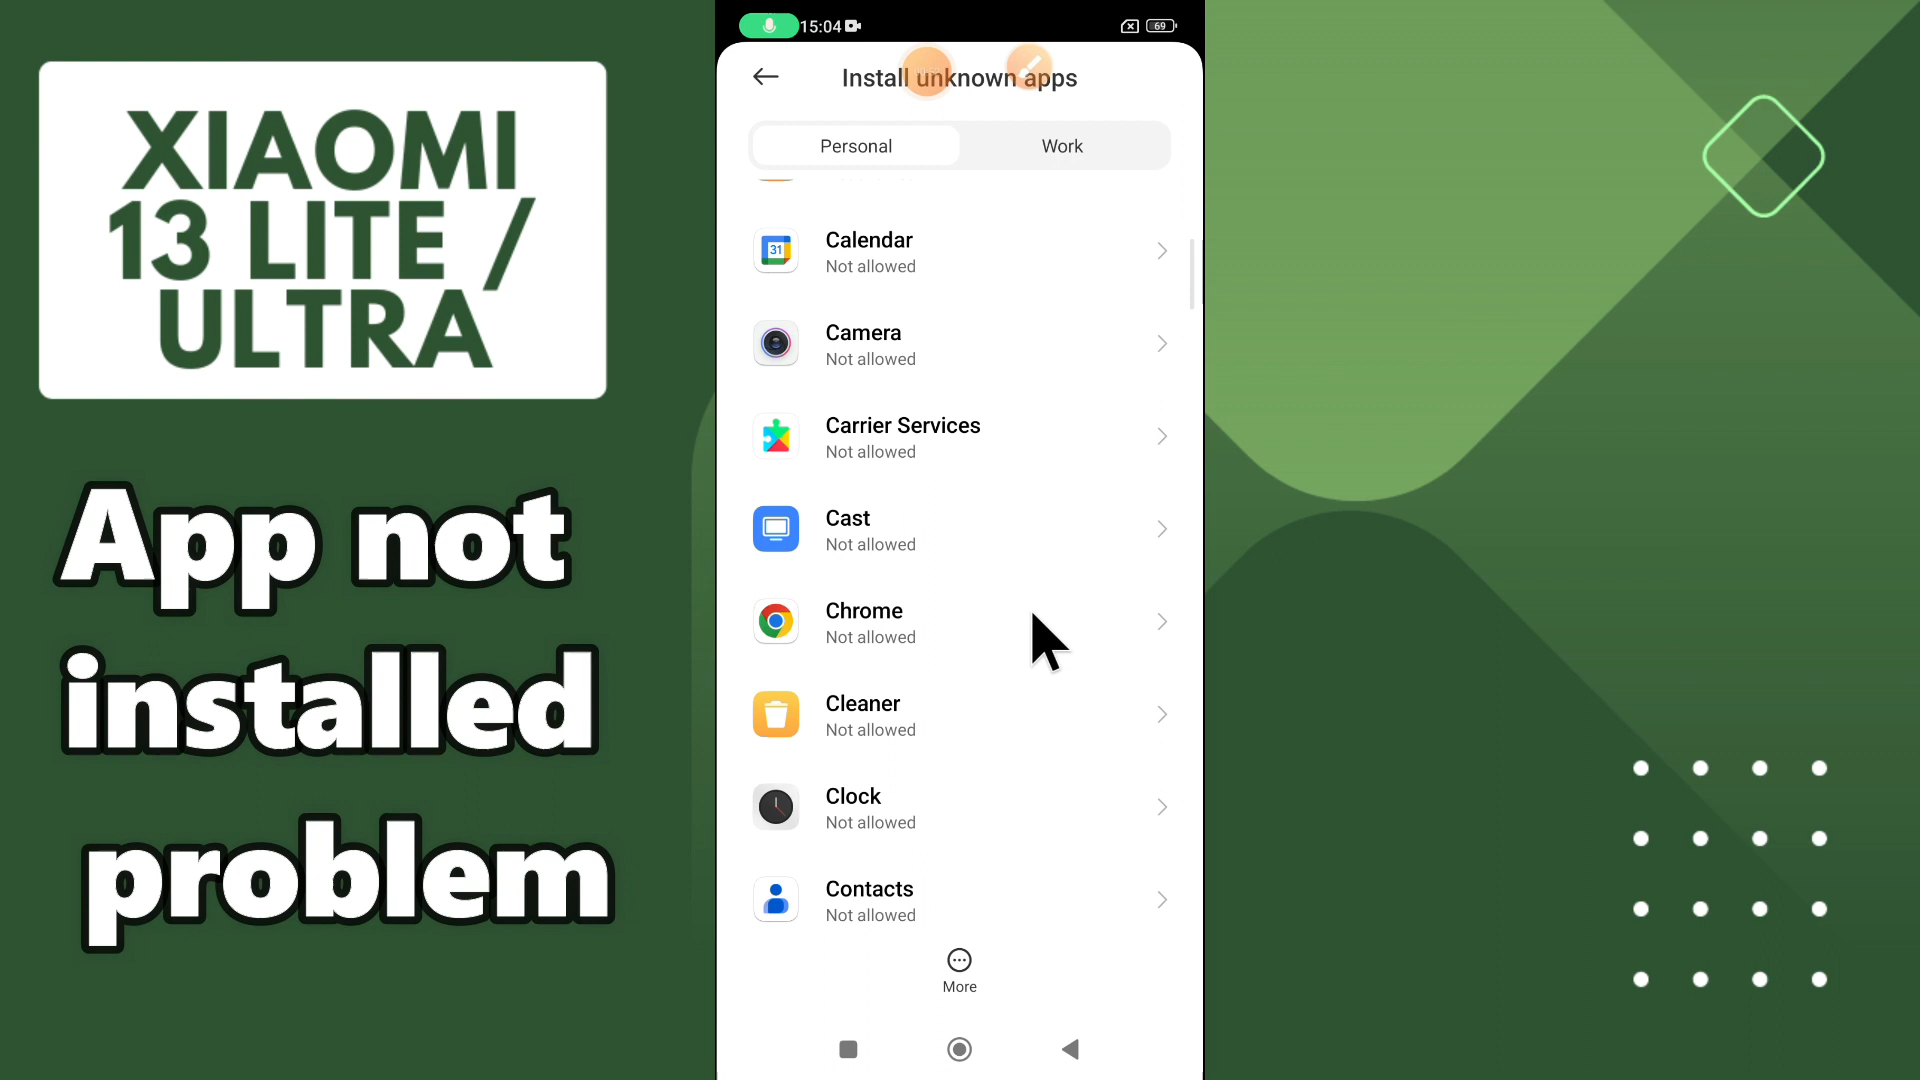 XIAOMI
13 LITE /
ULTRA
App not
installed
problem
15:04
69
Install unknown apps
Personal
Work
31
Calendar
Not allowed
Camera
Not allowed
Carrier Services
Not allowed
Cast
Not allowed
Chrome
Not allowed
Cleaner
Not allowed
Clock
Not allowed
Contacts
Not allowed
More